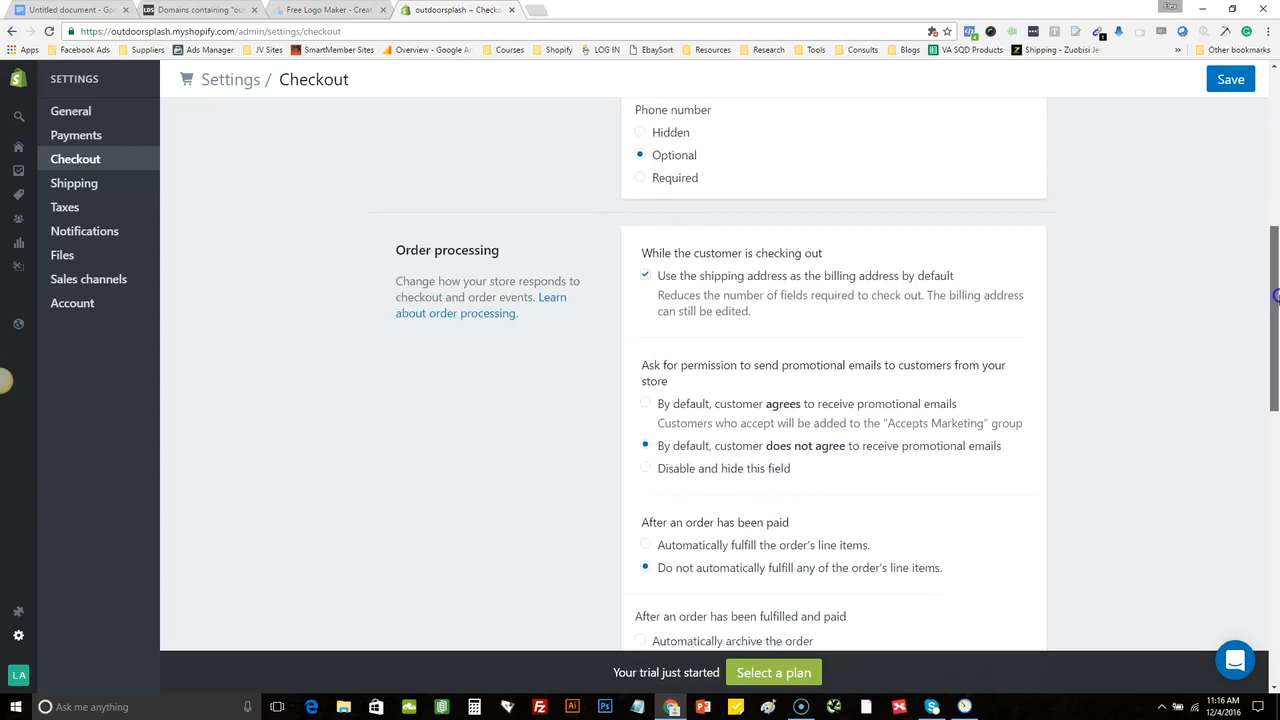 Untitled document - Go
Domains containing "ou
Free Logo Maker - Creat
outdoorsplash ~ Checko
https://outdoorsplash.myshopify.com/admin/settings/checkout
Apps
Facebook Ads
Suppliers
Ads Manager
JV Sites
SmartMember Sites
Overview - Google An
Courses
Shopify
LOG IN
EbaySort
Resources
Research
Tools
Consults
Blogs
VA SQD Products
Shipping - Zuobisi Je
»
Other bookmarks
SETTINGS
General
Payments
Checkout
Shipping
Taxes
Notifications
Files
Sales channels
Account
LA
Settings / Checkout
Save
Phone number
Hidden
Optional
Required
Order processing
Change how your store responds to
checkout and order events. Learn
about order processing.
While the customer is checking out
Use the shipping address as the billing address by default
Reduces the number of fields required to check out. The billing address
can still be edited.
Ask for permission to send promotional emails to customers from your
store
By default, customer agrees to receive promotional emails
Customers who accept will be added to the "Accepts Marketing" group
By default, customer does not agree to receive promotional emails
Disable and hide this field
After an order has been paid
Automatically fulfill the order's line items.
Do not automatically fulfill any of the order's line items.
After an order has been fulfilled and paid
Automatically archive the order
Your trial just started
Select a plan
Ask me anything
11:16 AM
12/4/2016